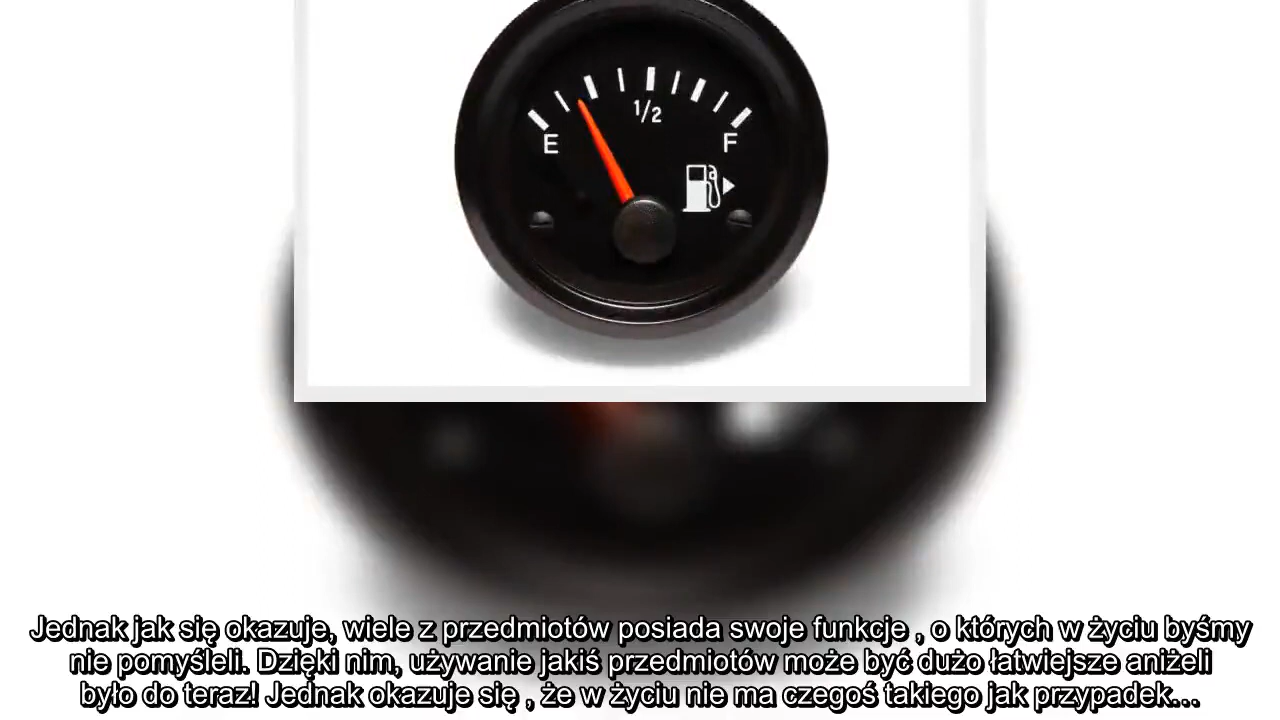 1/2
E
F
Jednak jak się okazuje, wiele z przedmiotów posiada swoje funkcje , o których w życiu byśmy
nie pomyśleli. Dzięki nim, używanie jakiś przedmiotów może być dużo łatwiejsze aniżeli
było do teraz! Jednak okazuje się , że w życiu nie ma czegoś takiego jak przypadek...